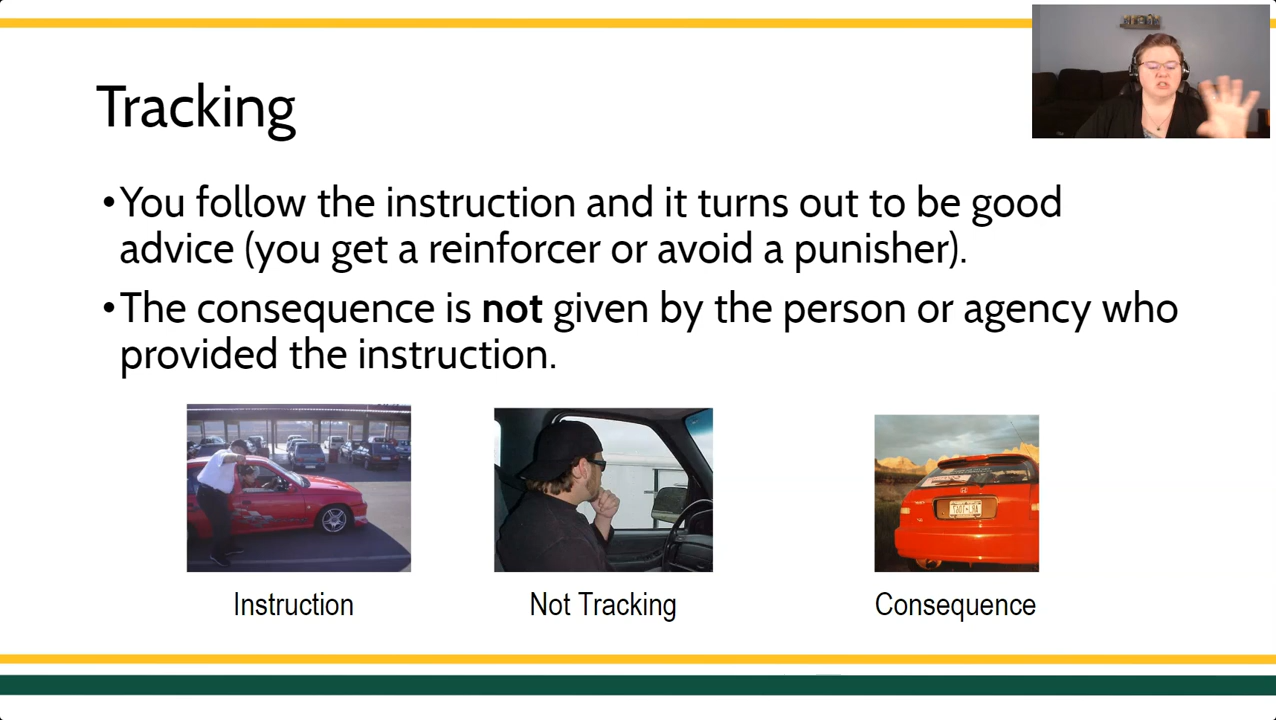 Tracking
•You follow the instruction and it turns out to be good
advice (you get a reinforcer or avoid a punisher).
•The consequence is not given by the person or agency who
provided the instruction.
Instruction
Not Tracking
Consequence